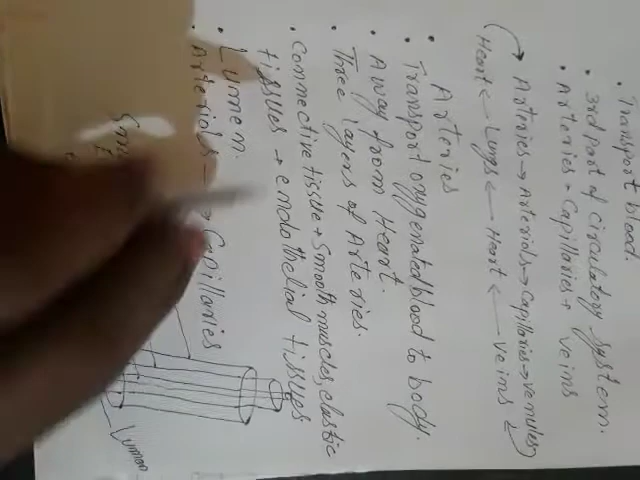 Transport blood.
• 3rd part of circulatory system.
• Arteries + Capillaries + veins
Arteries → Arterials → Capillaries → venules
Heart ← Lungs ← Heart ← veins
Arteries
• Transport oxygenated blood to body.
• Away from Heart.
• Three layers of Arteries.
• Connective tissue + Smooth muscles, elastic
tissues → endothelial tissues
• Lumen.
• Arterials → Capillaries
Lumen